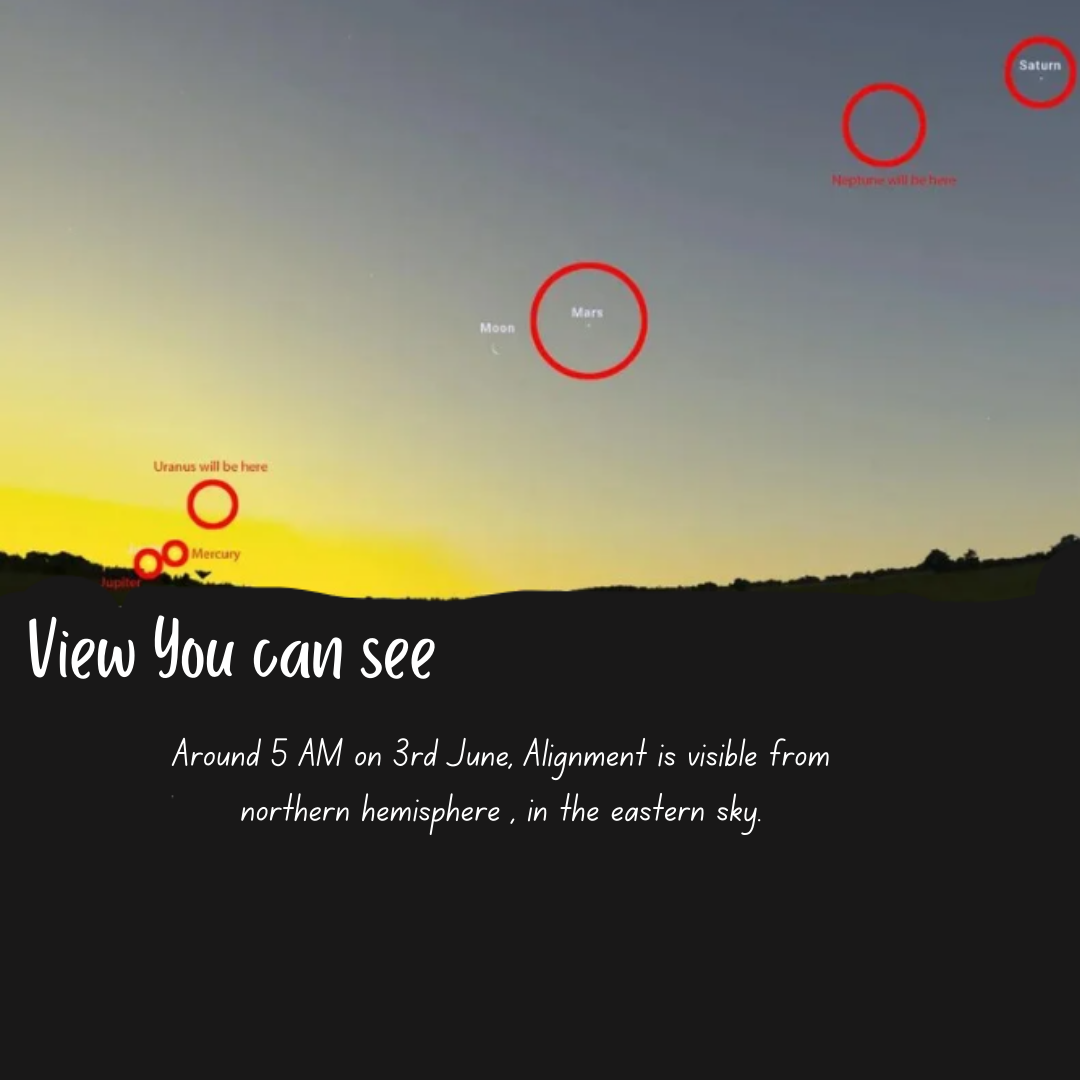 Saturn
Neptune will be here
Mars
Moon
Uranus will be here
Mercury
Jupiter
View You can see
Around 5 AM on 3rd June, Alignment is visible from
northern hemisphere , in the eastern sky.